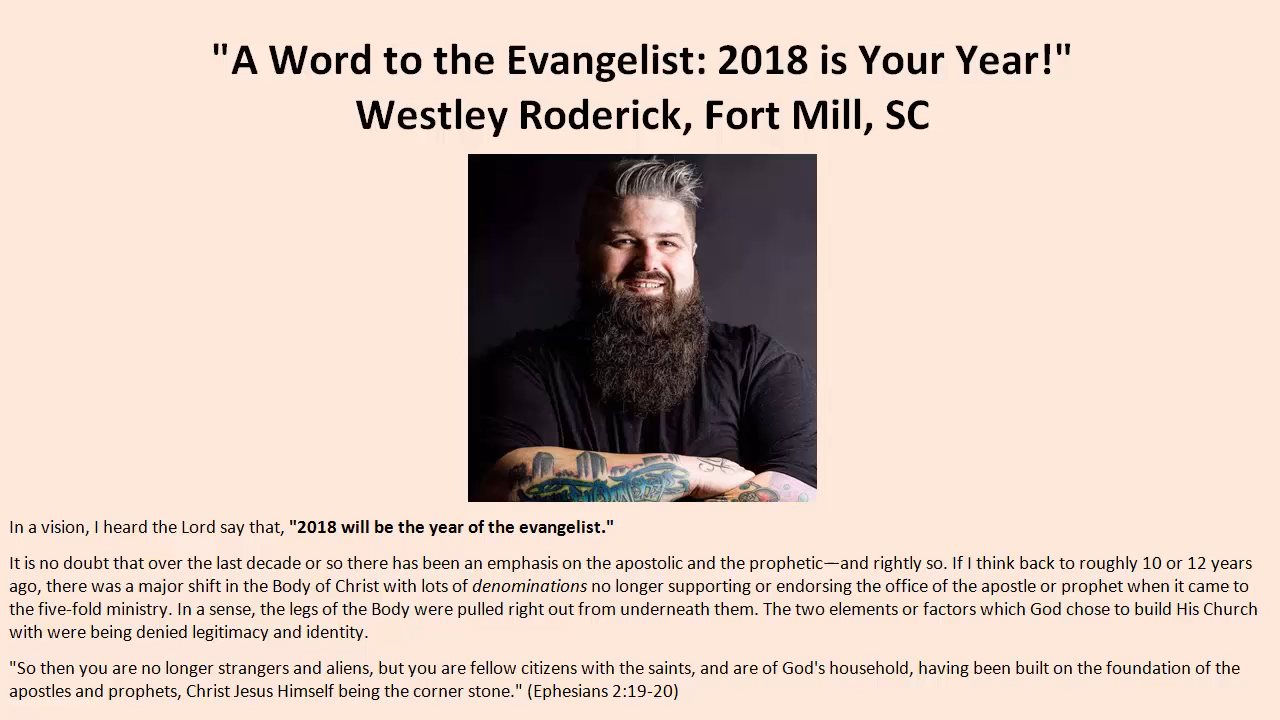 "A Word to the Evangelist: 2018 is Your Year!"
Westley Roderick, Fort Mill, SC
In a vision, I heard the Lord say that, "2018 will be the year of the evangelist."
It is no doubt that over the last decade or so there has been an emphasis on the apostolic and the prophetic—and rightly so. If I think back to roughly 10 or 12 years
ago, there was a major shift in the Body of Christ with lots of denominations no longer supporting or endorsing the office of the apostle or prophet when it came to
the five-fold ministry. In a sense, the legs of the Body were pulled right out from underneath them. The two elements or factors which God chose to build His Church
with were being denied legitimacy and identity.
"So then you are no longer strangers and aliens, but you are fellow citizens with the saints, and are of God's household, having been built on the foundation of the
apostles and prophets, Christ Jesus Himself being the corner stone." (Ephesians 2:19-20)